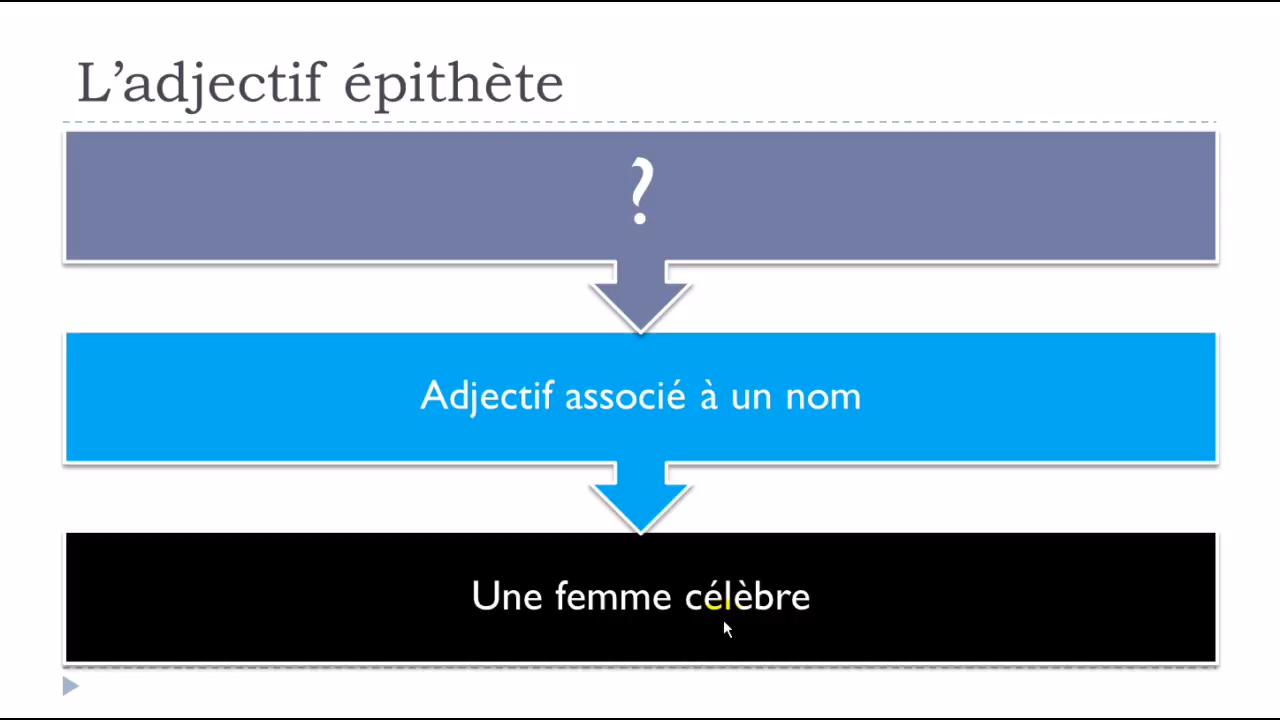 L’adjectif épithète
?
Adjectif associé à un nom
Une femme célèbre